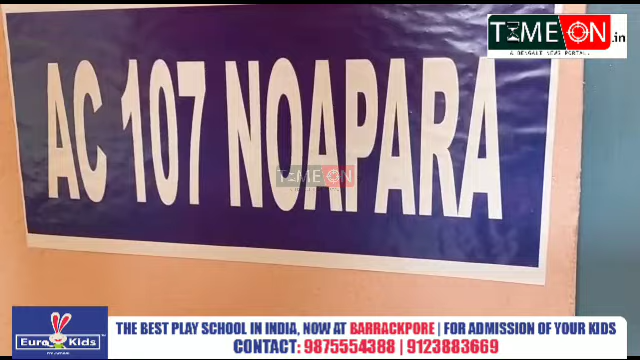 TIMEON.in
A BENGALI NEWS PORTAL.
AC 107 NOAPARA
TIMEON
Euro Kids
THE BEST PLAY SCHOOL IN INDIA, NOW AT BARRACKPORE | FOR ADMISSION OF YOUR KIDS
CONTACT: 9875554388 | 9123883669